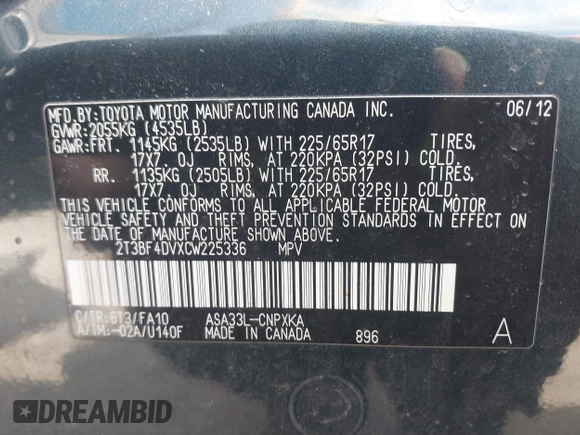 MFD.BY:TOYOTA MOTOR MANUFACTURING CANADA INC. 06/12
GVWR:2055KG (4535LB)
GAWR:FRT. 1145KG (2535LB) WITH 225/65R17 TIRES,
17X7.0J RIMS, AT 220KPA (32PSI) COLD.
RR. 1135KG (2505LB) WITH 225/65R17 TIRES,
17X7.0J RIMS, AT 220KPA (32PSI) COLD.
THIS VEHICLE CONFORMS TO ALL APPLICABLE FEDERAL MOTOR
VEHICLE SAFETY AND THEFT PREVENTION STANDARDS IN EFFECT ON
THE DATE OF MANUFACTURE SHOWN ABOVE.
2T3BF4DVXCW225336 MPV
C/TR:6T3/FA10 ASA33L-CNPXKA
A/TM:-02A/U140F MADE IN CANADA 896 A
DREAMBID